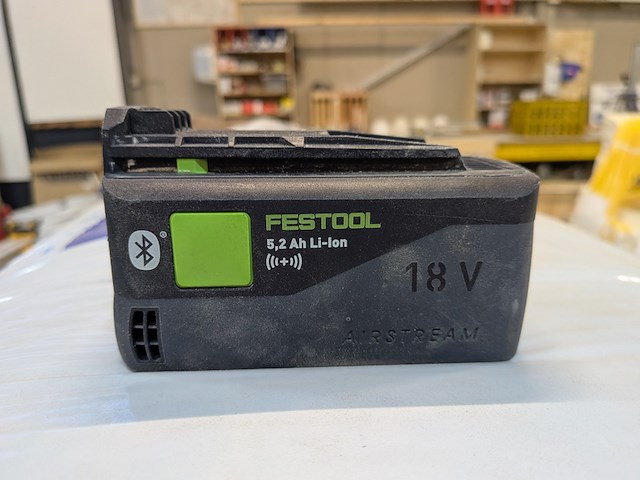 FESTOOL
5,2 Ah Li-Ion
18 V
AIRSTREAM